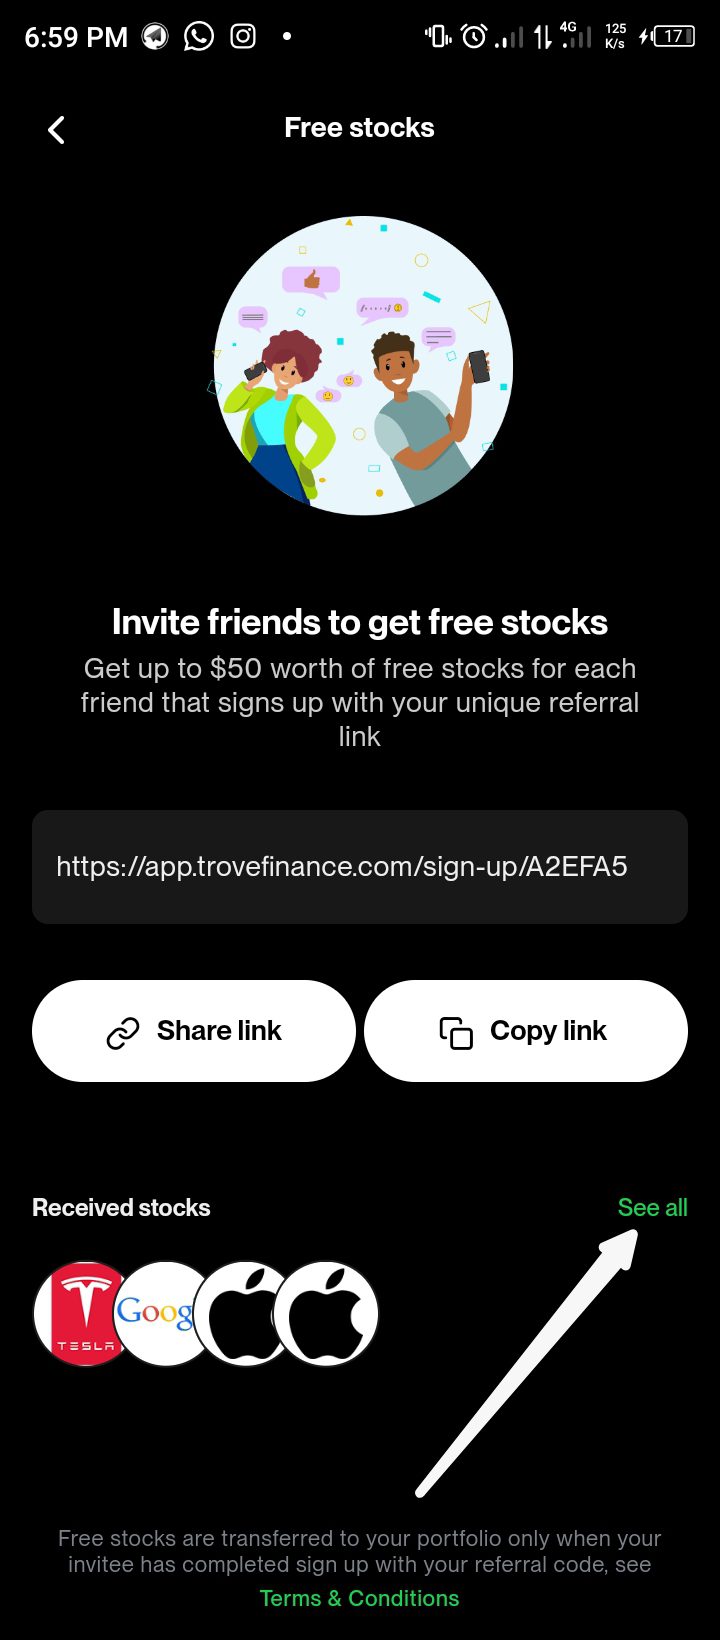 6:59 PM
4G
125
K/s
17
Free stocks
Invite friends to get free stocks
Get up to $50 worth of free stocks for each
friend that signs up with your unique referral
link
https://app.trovefinance.com/sign-up/A2EFA5
Share link
Copy link
Received stocks
See all
TESLA
Goog
Free stocks are transferred to your portfolio only when your
invitee has completed sign up with your referral code, see
Terms & Conditions